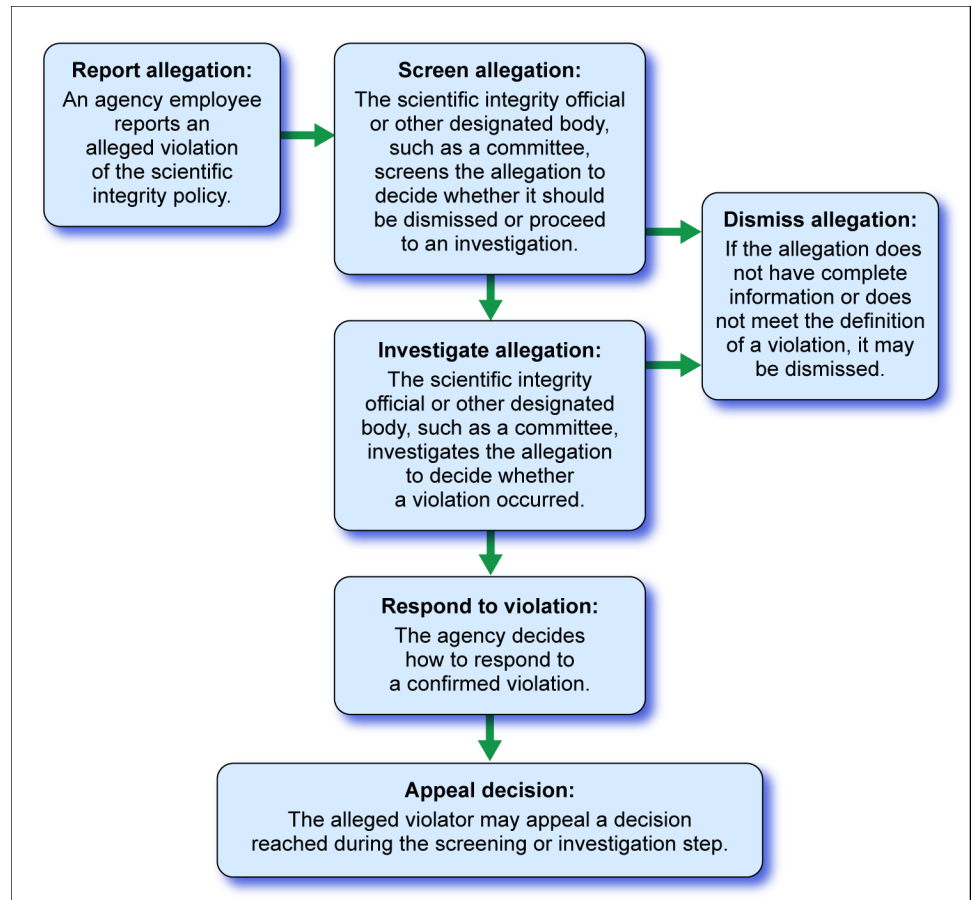 Report allegation:
An agency employee
reports an
alleged violation
of the scientific
integrity policy.
Screen allegation:
The scientific integrity official
or other designated body,
such as a committee,
screens the allegation to
decide whether it should
be dismissed or proceed
to an investigation.
Dismiss allegation:
If the allegation does
not have complete
information or does
not meet the definition
of a violation, it may
be dismissed.
Investigate allegation:
The scientific integrity
official or other designated
body, such as a committee,
investigates the allegation
to decide whether
a violation occurred.
Respond to violation:
The agency decides
how to respond to
a confirmed violation.
Appeal decision:
The alleged violator may appeal a decision
reached during the screening or investigation step.